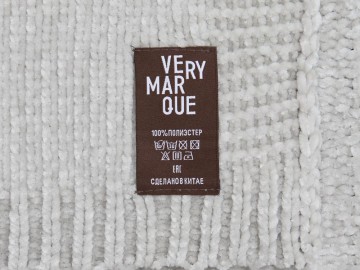 VERY
MAR
QUE
100% ПОЛИЭСТЕР
EAC
СДЕЛАНО В КИТАЕ